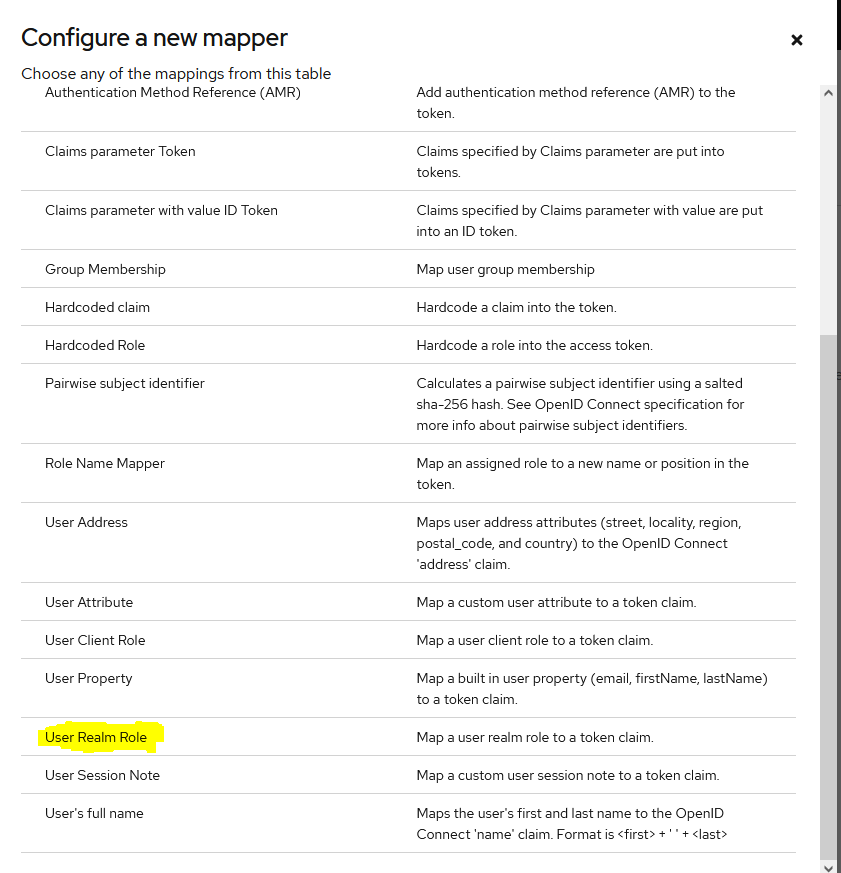 Configure a new mapper
Choose any of the mappings from this table
Authentication Method Reference (AMR)
Add authentication method reference (AMR) to the
token.
Claims parameter Token
Claims specified by Claims parameter are put into
tokens.
Claims parameter with value ID Token
Claims specified by Claims parameter with value are put
into an ID token.
Group Membership
Map user group membership
Hardcoded claim
Hardcode a claim into the token.
Hardcoded Role
Hardcode a role into the access token.
Pairwise subject identifier
Calculates a pairwise subject identifier using a salted
sha-256 hash. See OpenID Connect specification for
more info about pairwise subject identifiers.
Role Name Mapper
Map an assigned role to a new name or position in the
token.
User Address
Maps user address attributes (street, locality, region,
postal_code, and country) to the OpenID Connect
'address' claim.
User Attribute
Map a custom user attribute to a token claim.
User Client Role
Map a user client role to a token claim.
User Property
Map a built in user property (email, firstName, lastName)
to a token claim.
User Realm Role
Map a user realm role to a token claim.
User Session Note
Map a custom user session note to a token claim.
User's full name
Maps the user's first and last name to the OpenID
Connect 'name' claim. Format is <first> + ' ' + <last>